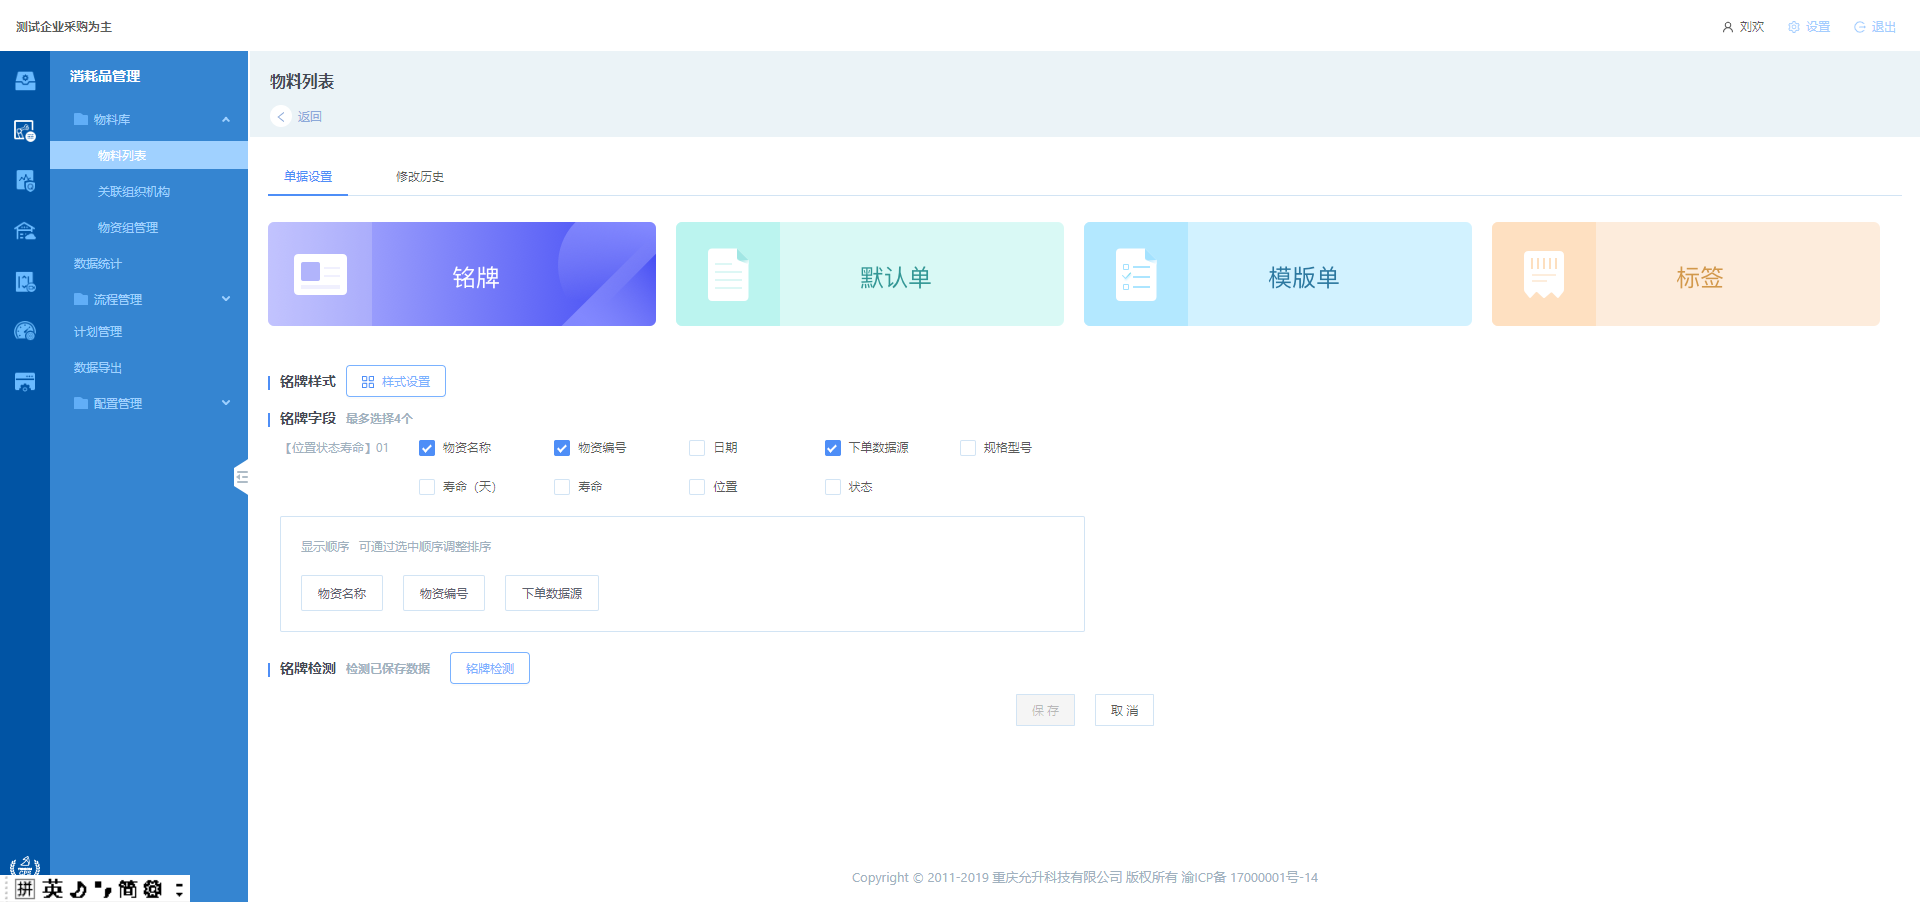 测试企业采购为主
刘欢 设置 退出
消耗品管理
物料库
物料列表
关联组织机构
物资组管理
数据统计
流程管理
计划管理
数据导出
配置管理
物料列表
返回
单据设置 修改历史
铭牌 默认单 模版单 标签
铭牌样式 样式设置
铭牌字段 最多选择4个
【位置状态寿命】01 物资名称 物资编号 日期 下单数据源 规格型号
寿命（天） 寿命 位置 状态
显示顺序 可通过选中顺序调整排序
物资名称 物资编号 下单数据源
铭牌检测 检测已保存数据 铭牌检测
保 存 取 消
Copyright © 2011-2019 重庆允升科技有限公司 版权所有 渝ICP备 17000001号-14
拼 英 简